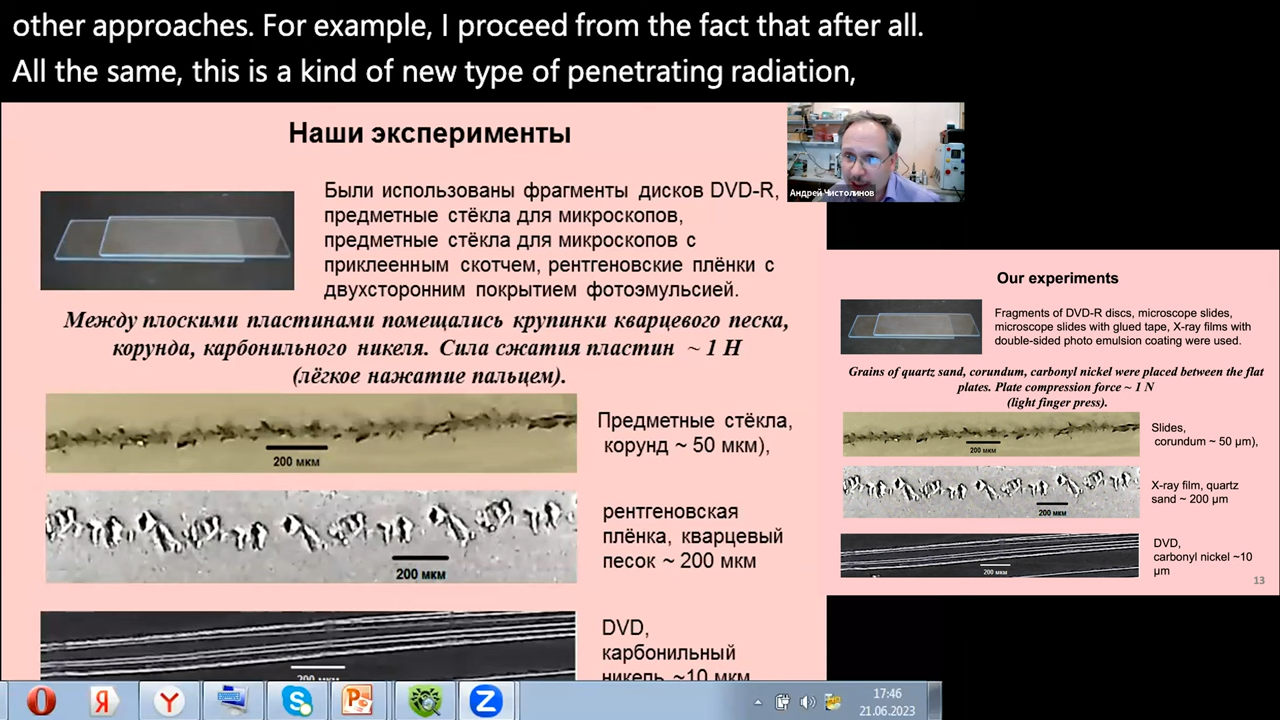 other approaches. For example, I proceed from the fact that after all.
All the same, this is a kind of new type of penetrating radiation,
Наши эксперименты
Были использованы фрагменты дисков DVD-R,
предметные стёкла для микроскопов,
предметные стёкла для микроскопов с
приклеенным скотчем, рентгеновские плёнки с
двухсторонним покрытием фотоэмульсией.
Между плоскими пластинами помещались крупинки кварцевого песка,
корунда, карбонильного никеля. Сила сжатия пластин ~ 1 Н
(лёгкое нажатие пальцем).
200 мкм
Предметные стёкла,
корунд ~ 50 мкм),
200 мкм
рентгеновская
плёнка, кварцевый
песок ~ 200 мкм
200 мкм
DVD,
карбонильный
никель ~10 мкм
Андрей Чистолинов
Our experiments
Fragments of DVD-R discs, microscope slides,
microscope slides with glued tape, X-ray films with
double-sided photo emulsion coating were used.
Grains of quartz sand, corundum, carbonyl nickel were placed between the flat
plates. Plate compression force ~ 1 N
(light finger press).
200 мкм
Slides,
corundum ~ 50 µm),
200 мкм
X-ray film, quartz
sand ~ 200 µm
200 мкм
DVD,
carbonyl nickel ~10
µm
13
17:46
21.06.2023